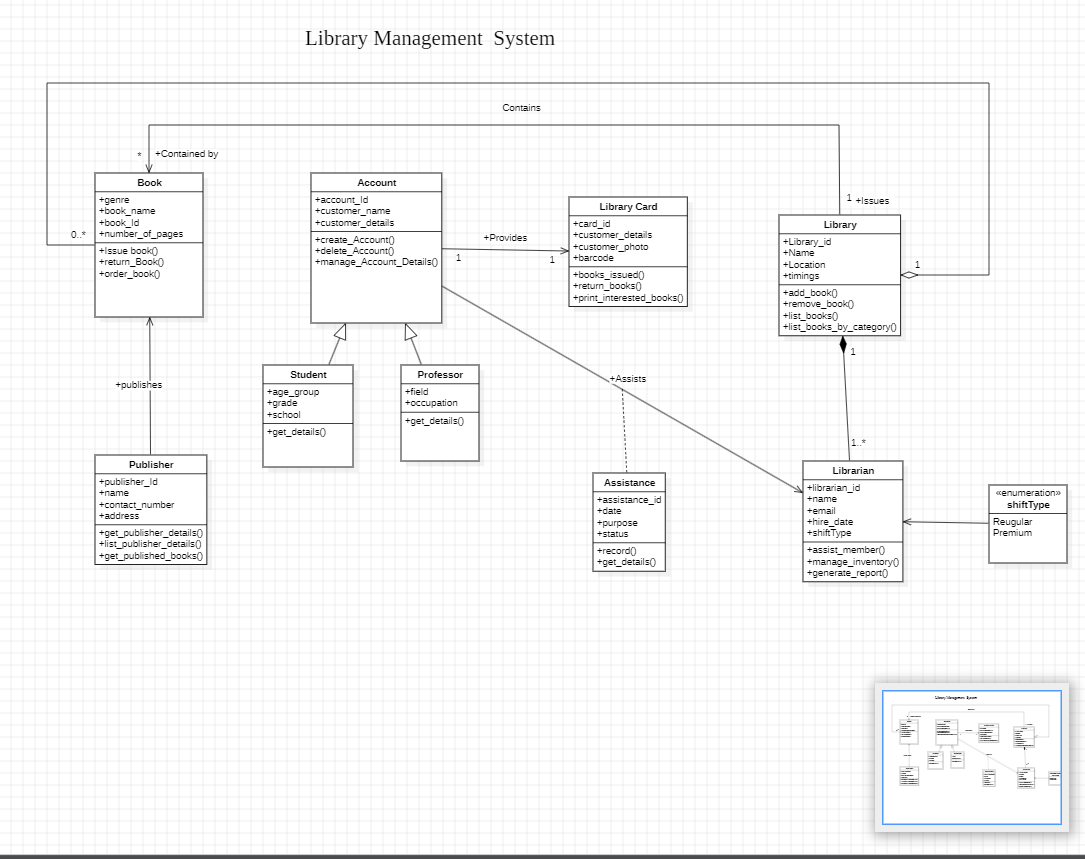 Library Management  System
Contains
* +Contained by
1 +Issues
Book
+genre
+book_name
+book_Id
+number_of_pages
+Issue book()
+return_Book()
+order_book()
0..*
Account
+account_Id
+customer_name
+customer_details
+create_Account()
+delete_Account()
+manage_Account_Details()
+Provides
1
1
Library Card
+card_id
+customer_details
+customer_photo
+barcode
+books_issued()
+return_books()
+print_interested_books()
Library
+Library_id
+Name
+Location
+timings
+add_book()
+remove_book()
+list_books()
+list_books_by_category()
1
1
1..*
+publishes
Student
+age_group
+grade
+school
+get_details()
Professor
+field
+occupation
+get_details()
+Assists
Publisher
+publisher_Id
+name
+contact_number
+address
+get_publisher_details()
+list_publisher_details()
+get_published_books()
Assistance
+assistance_id
+date
+purpose
+status
+record()
+get_details()
Librarian
+librarian_id
+name
+email
+hire_date
+shiftType
+assist_member()
+manage_inventory()
+generate_report()
«enumeration»
shiftType
Reugular
Premium
Library Management  System